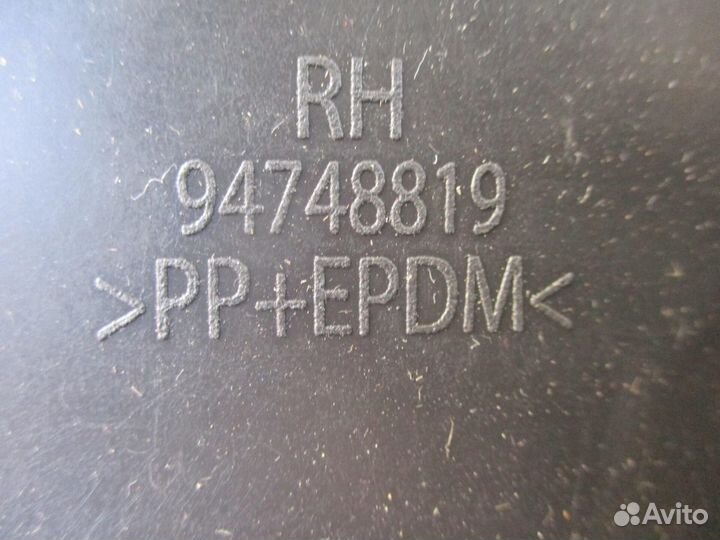 RH
94748819
>PP+EPDM<
Avito